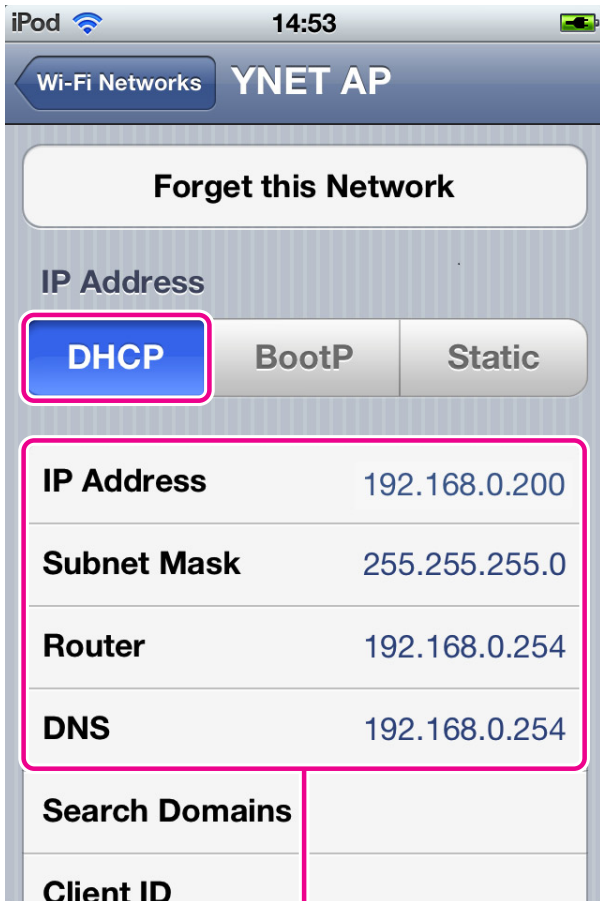 iPod 14:53
Wi-Fi Networks YNET AP
Forget this Network
IP Address
DHCP BootP Static
IP Address 192.168.0.200
Subnet Mask 255.255.255.0
Router 192.168.0.254
DNS 192.168.0.254
Search Domains
Client ID